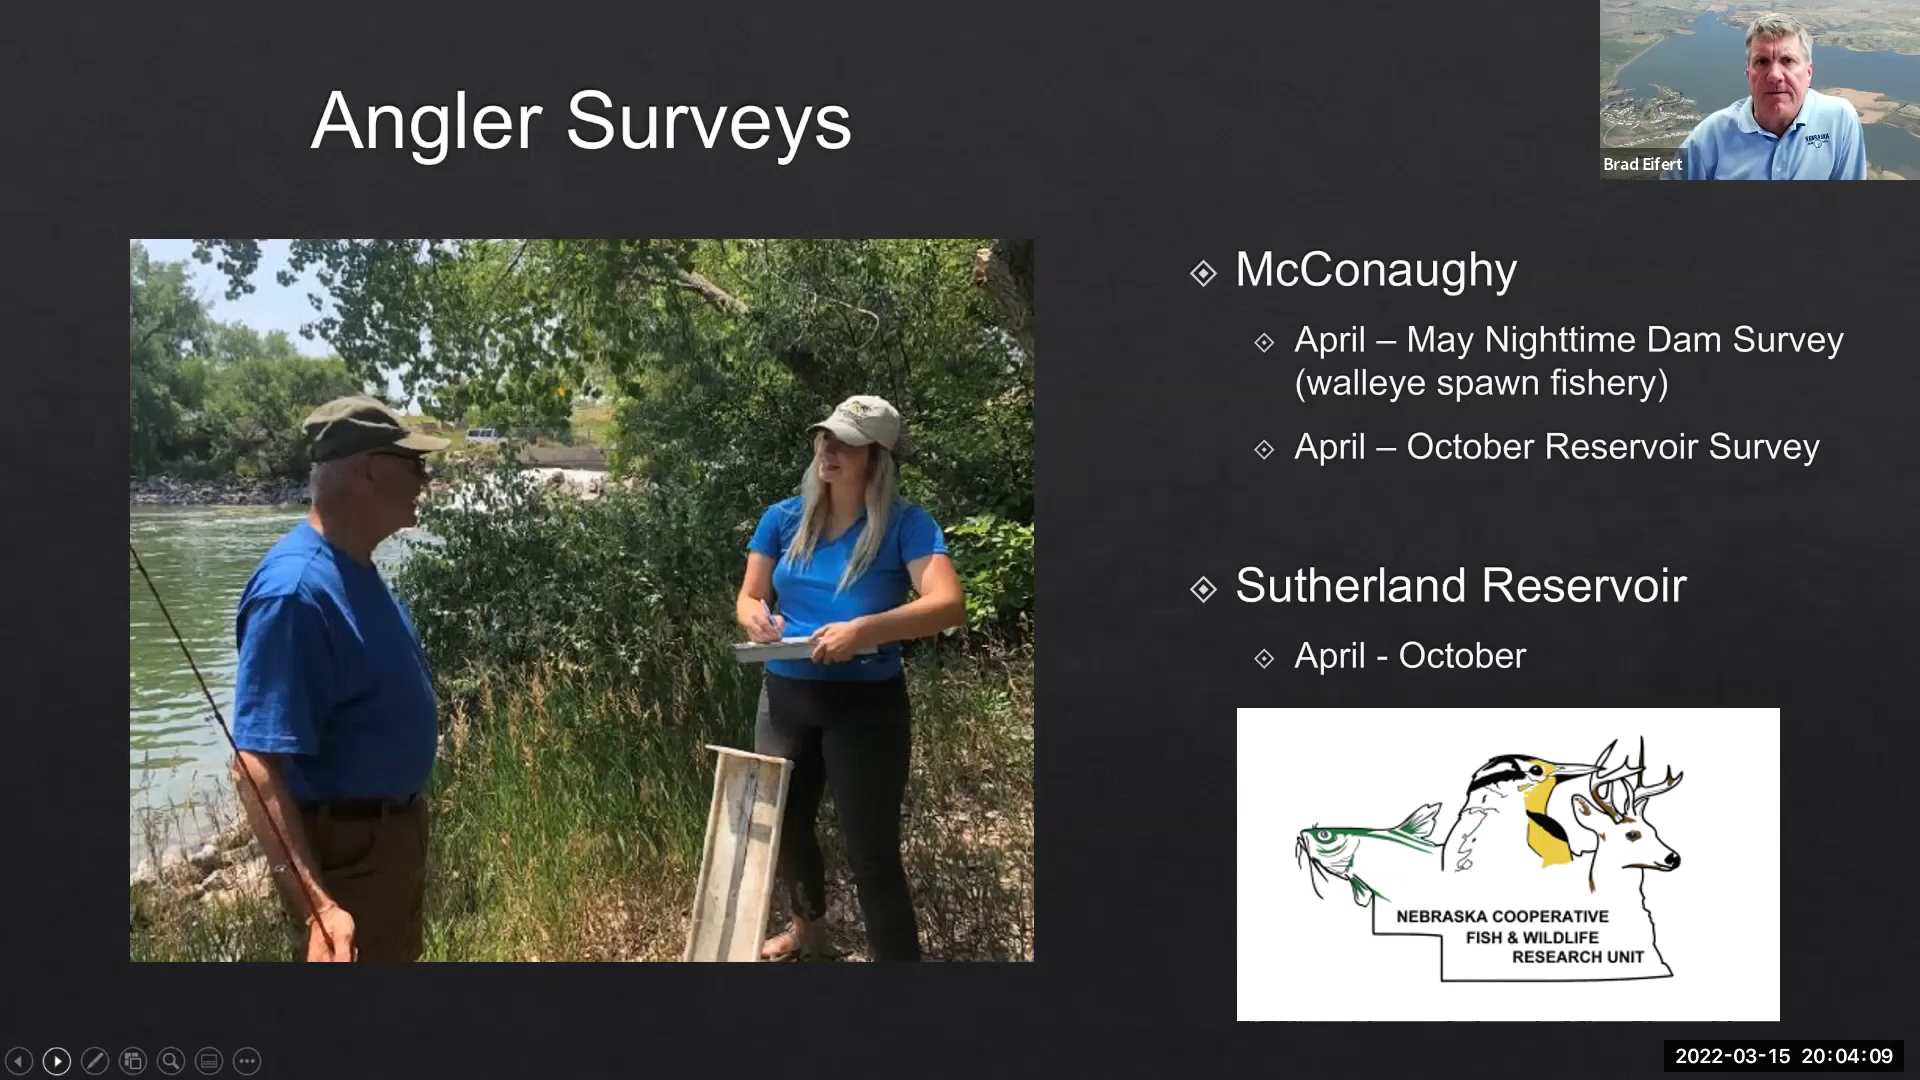 Angler Surveys
Brad Eifert
NEBRASKA
McConaughy
April – May Nighttime Dam Survey
(walleye spawn fishery)
April – October Reservoir Survey
Sutherland Reservoir
April - October
NEBRASKA COOPERATIVE
FISH & WILDLIFE
RESEARCH UNIT
2022-03-15 20:04:09